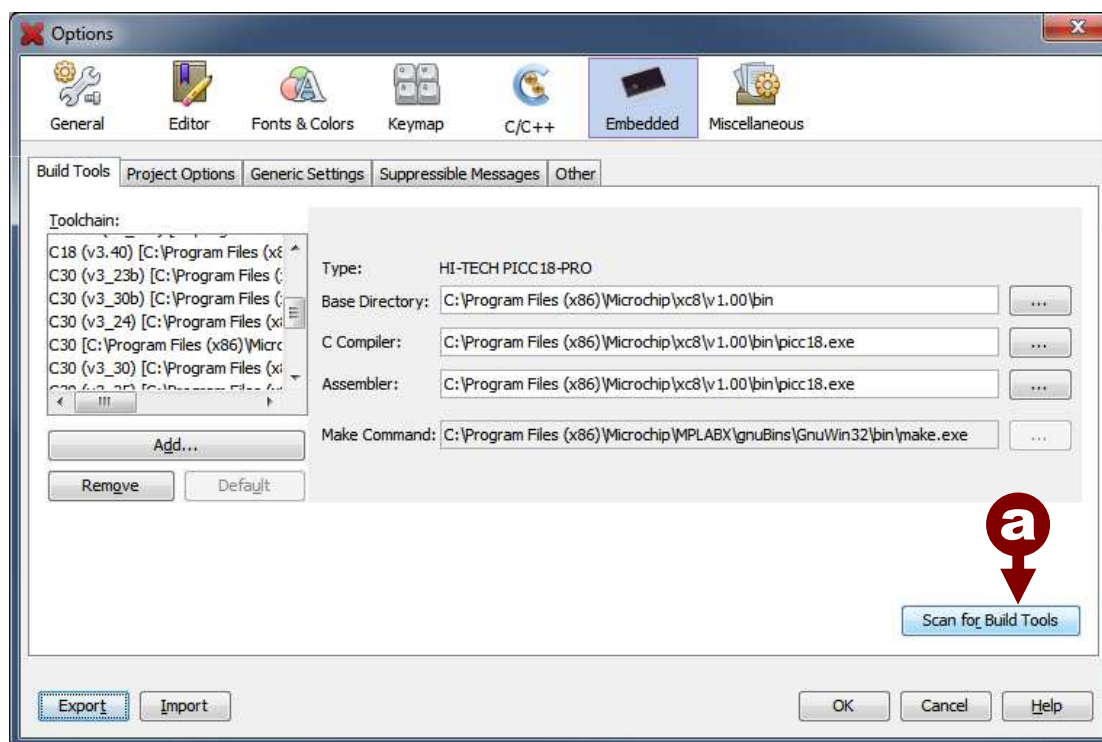 Options
General Editor Fonts & Colors Keymap C/C++ Embedded Miscellaneous
Build Tools Project Options Generic Settings Suppressible Messages Other
Toolchain:
C18 (v3.40) [C:\Program Files (x8
C30 (v3_23b) [C:\Program Files (
C30 (v3_30b) [C:\Program Files (
C30 (v3_24) [C:\Program Files (x
C30 [C:\Program Files (x86)\Micro
C30 (v3_30) [C:\Program Files (x
Add...
Remove Default
Type: HI-TECH PICC18-PRO
Base Directory: C:\Program Files (x86)\Microchip\xc8\v1.00\bin ...
C Compiler: C:\Program Files (x86)\Microchip\xc8\v1.00\bin\picc18.exe ...
Assembler: C:\Program Files (x86)\Microchip\xc8\v1.00\bin\picc18.exe ...
Make Command: C:\Program Files (x86)\Microchip\MPLABX\gnuBins\GnuWin32\bin\make.exe ...
a
Scan for Build Tools
Export Import OK Cancel Help